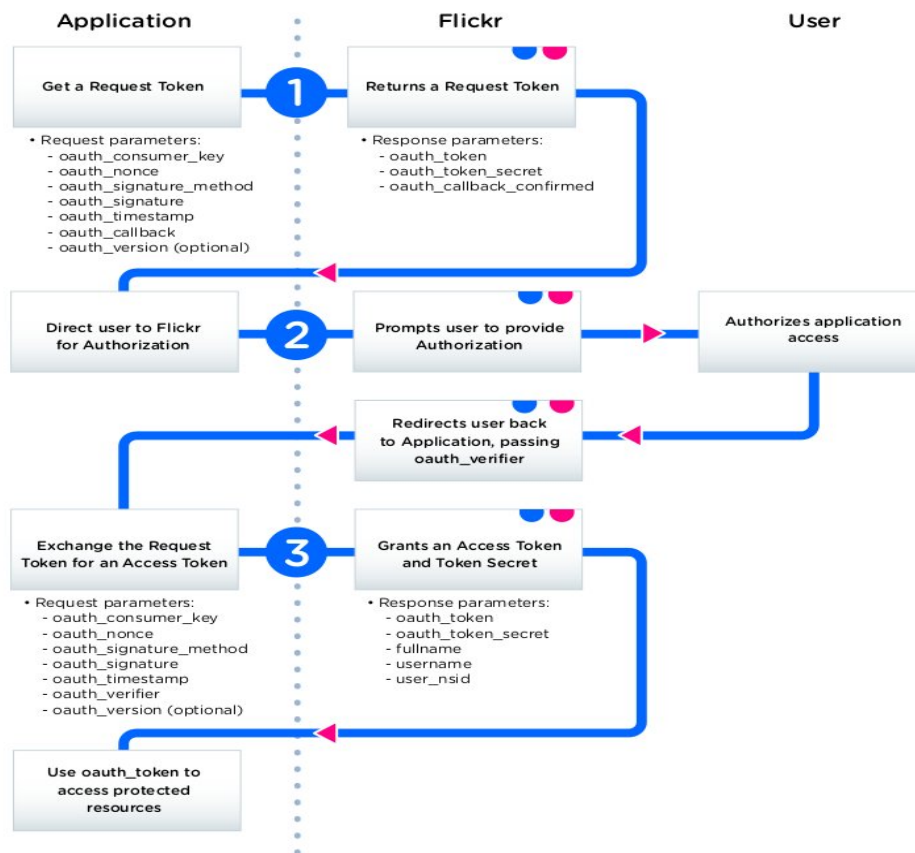 Application
Flickr
User
Get a Request Token
1
Returns a Request Token
• Request parameters:
- oauth_consumer_key
- oauth_nonce
- oauth_signature_method
- oauth_signature
- oauth_timestamp
- oauth_callback
- oauth_version (optional)
• Response parameters:
- oauth_token
- oauth_token_secret
- oauth_callback_confirmed
Direct user to Flickr
for Authorization
2
Prompts user to provide
Authorization
Authorizes application
access
Redirects user back
to Application, passing
oauth_verifier
Exchange the Request
Token for an Access Token
3
Grants an Access Token
and Token Secret
• Request parameters:
- oauth_consumer_key
- oauth_nonce
- oauth_signature_method
- oauth_signature
- oauth_timestamp
- oauth_verifier
- oauth_version (optional)
• Response parameters:
- oauth_token
- oauth_token_secret
- fullname
- username
- user_nsid
Use oauth_token to
access protected
resources